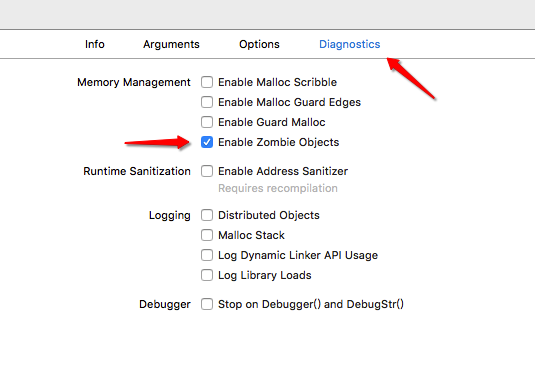 Info Arguments Options Diagnostics
Memory Management Enable Malloc Scribble
Enable Malloc Guard Edges
Enable Guard Malloc
Enable Zombie Objects
Runtime Sanitization Enable Address Sanitizer
Requires recompilation
Logging Distributed Objects
Malloc Stack
Log Dynamic Linker API Usage
Log Library Loads
Debugger Stop on Debugger() and DebugStr()